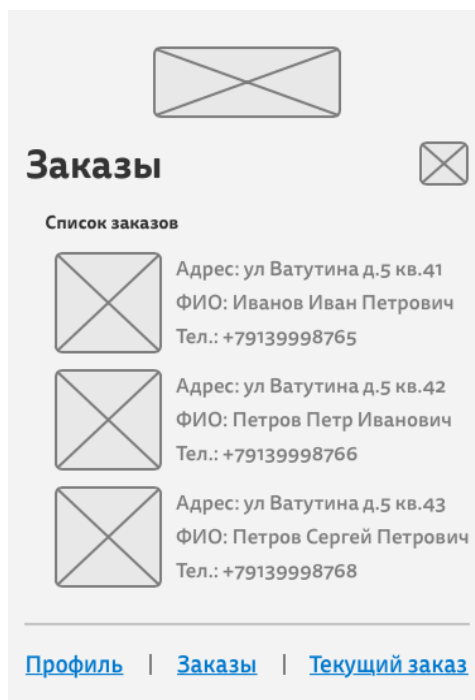 Заказы
Список заказов
Адрес: ул Ватутина д.5 кв.41
ФИО: Иванов Иван Петрович
Тел.: +79139998765
Адрес: ул Ватутина д.5 кв.42
ФИО: Петров Петр Иванович
Тел.: +79139998766
Адрес: ул Ватутина д.5 кв.43
ФИО: Петров Сергей Петрович
Тел.: +79139998768
Профиль | Заказы | Текущий заказ